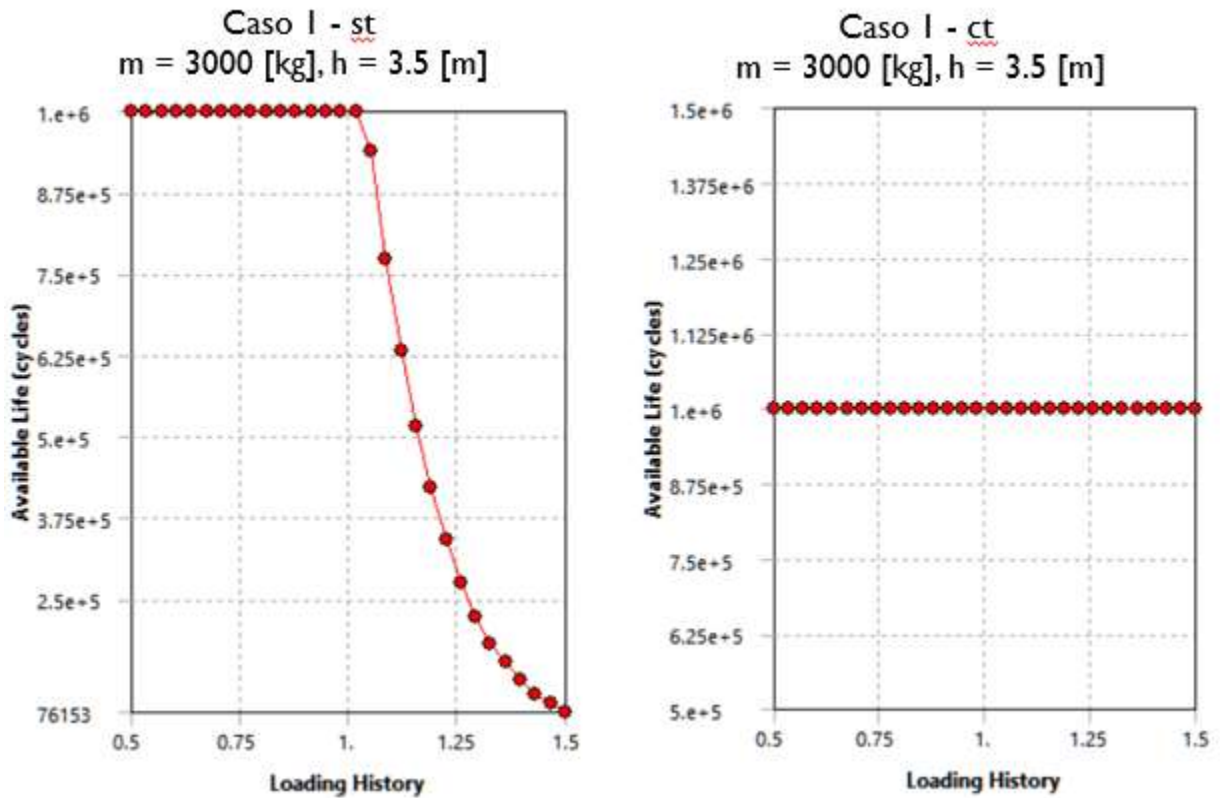 Caso 1 - st
m = 3000 [kg], h = 3.5 [m]
1.e+6
8.75e+5
7.5e+5
6.25e+5
5.e+5
3.75e+5
2.5e+5
76153
Available Life (cycles)
0.5 0.75 1. 1.25 1.5
Loading History
Caso 1 - ct
m = 3000 [kg], h = 3.5 [m]
1.5e+6
1.375e+6
1.25e+6
1.125e+6
1.e+6
8.75e+5
7.5e+5
6.25e+5
5.e+5
Available Life (cycles)
0.5 0.75 1. 1.25 1.5
Loading History